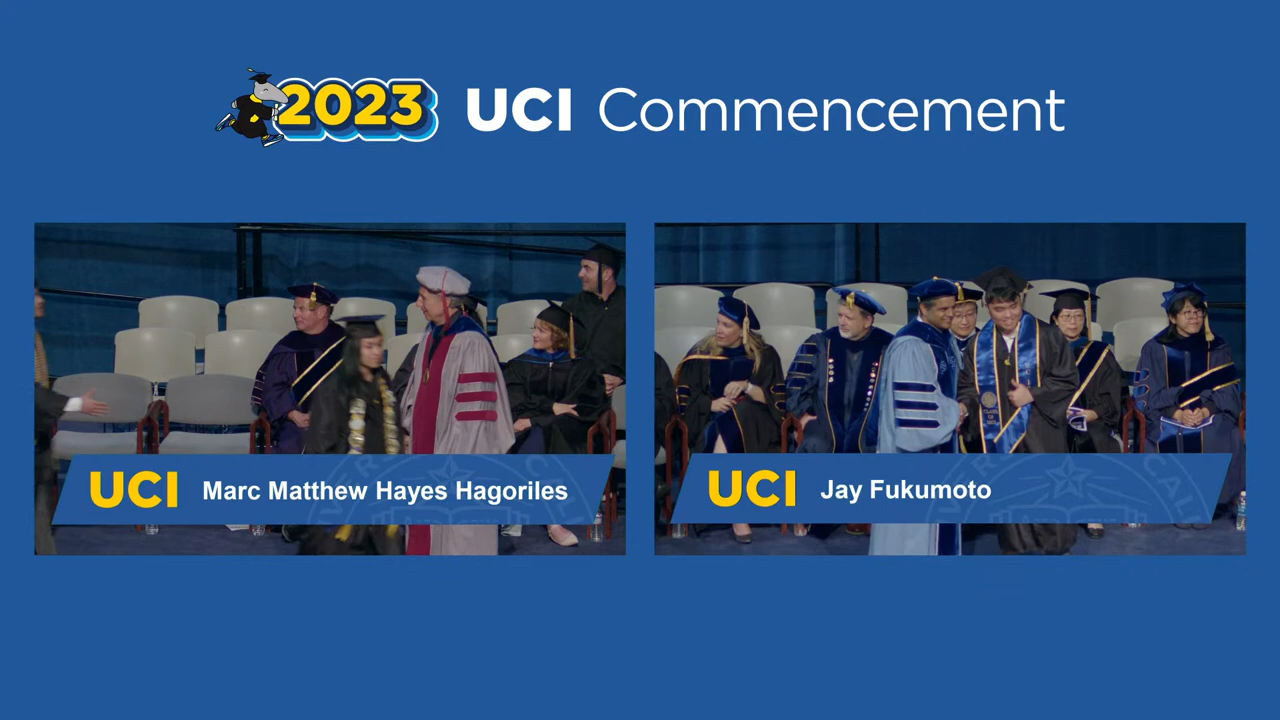 2023 UCI Commencement
UCI Marc Matthew Hayes Hagoriles
UCI Jay Fukumoto